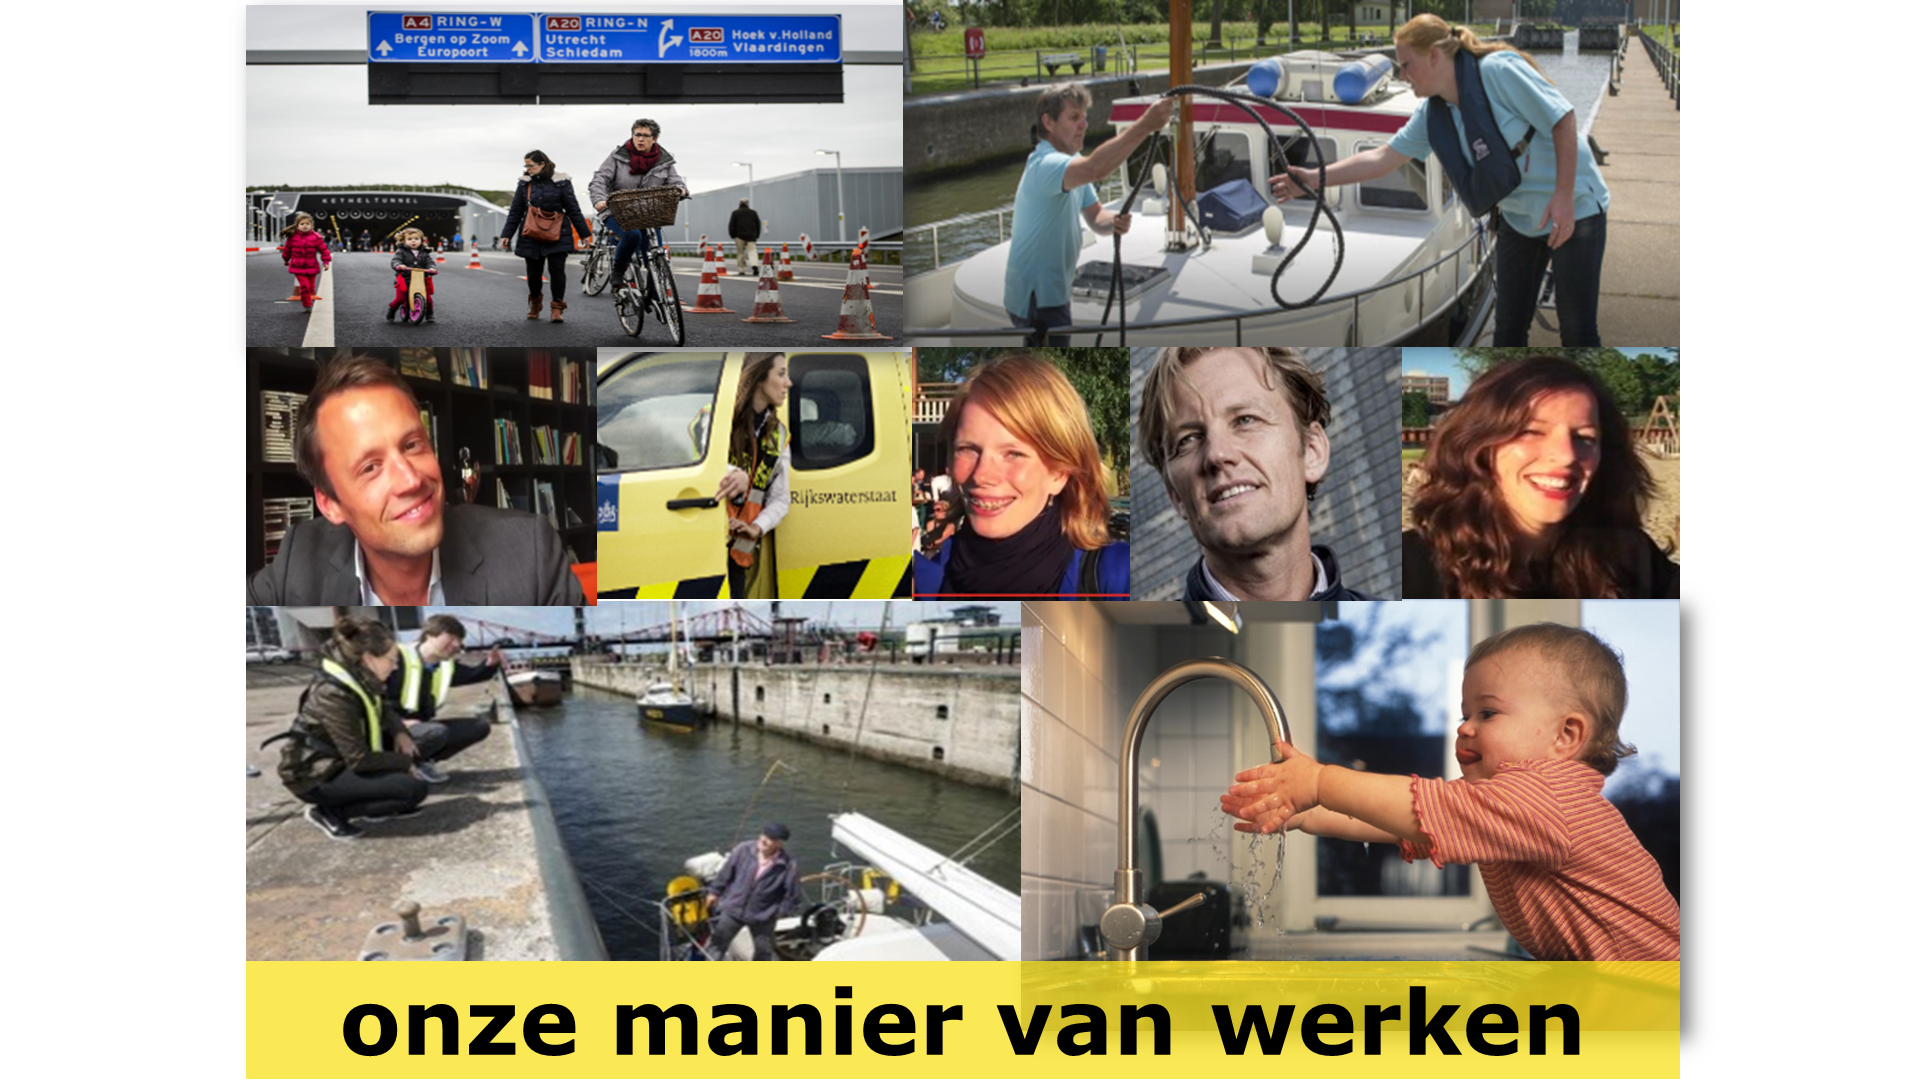 A4 RING-W
Bergen op Zoom
Europoort
A20 RING-N
Utrecht
Schiedam
A20
1800m
Hoek v.Holland
Vlaardingen
KETHELTUNNEL
Rijkswaterstaat
onze manier van werken